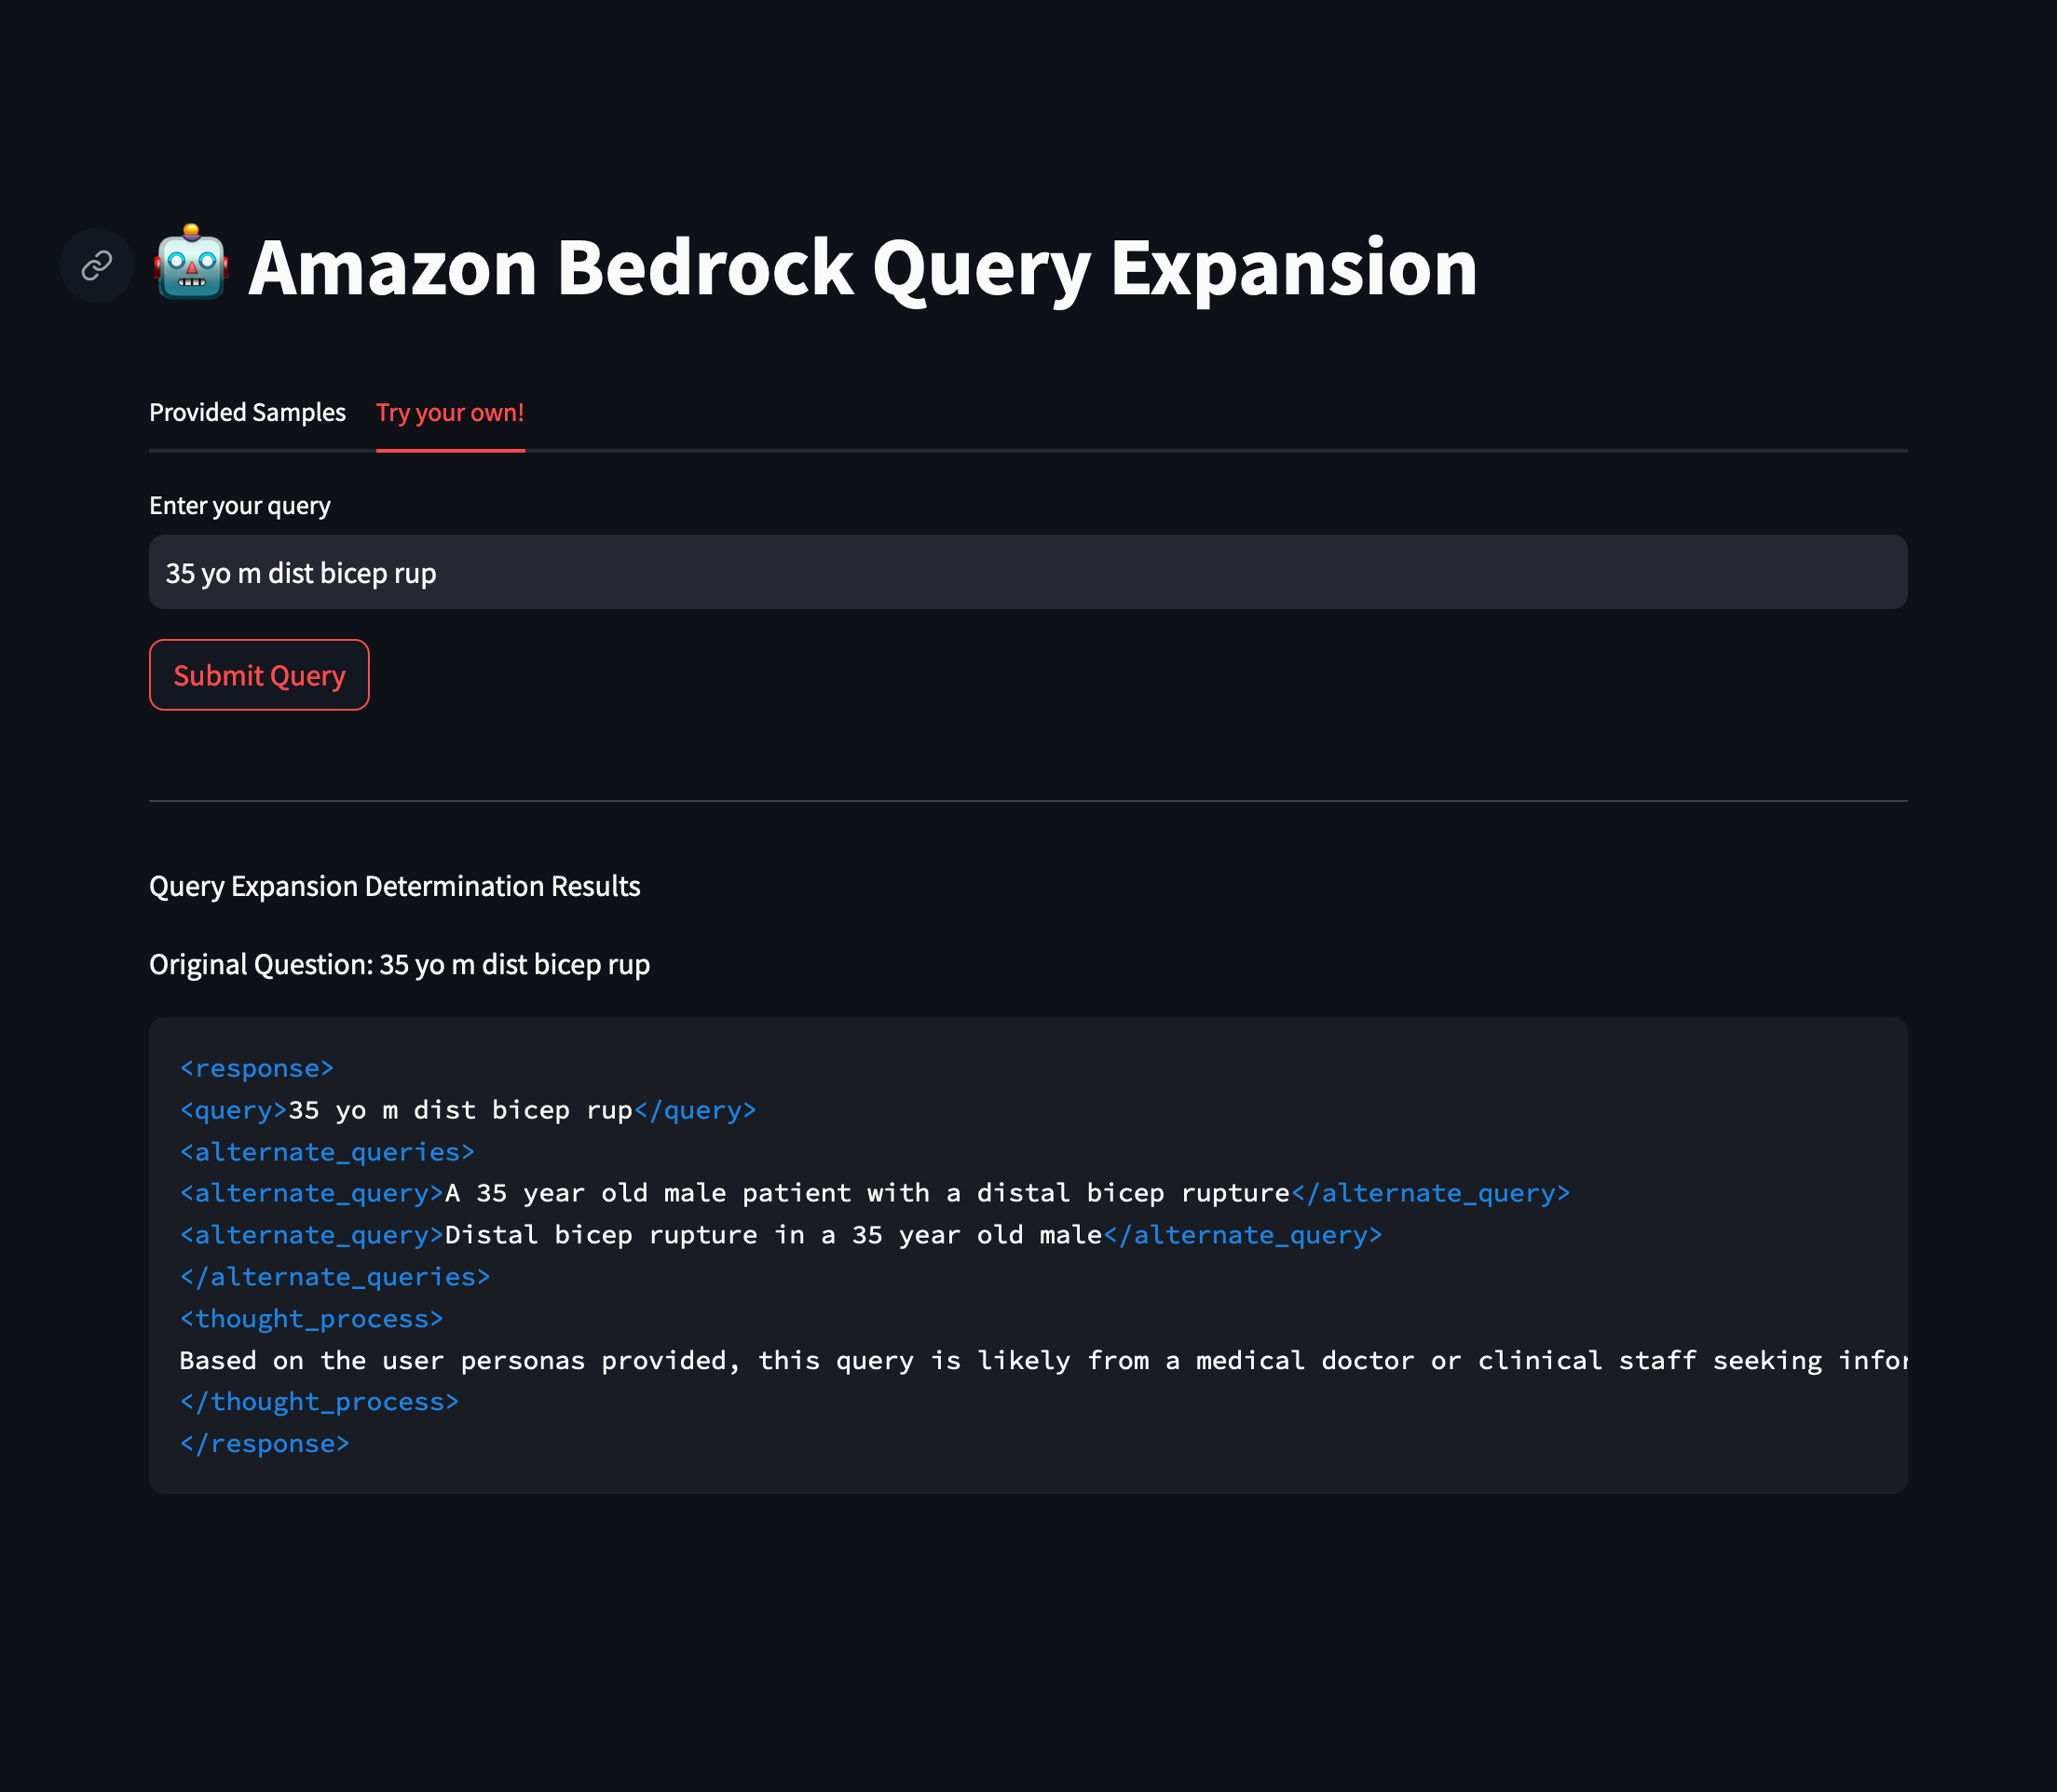 Amazon Bedrock Query Expansion
Provided Samples Try your own!
Enter your query
35 yo m dist bicep rup
Submit Query
Query Expansion Determination Results
Original Question: 35 yo m dist bicep rup
<response>
<query>35 yo m dist bicep rup</query>
<alternate_queries>
<alternate_query>A 35 year old male patient with a distal bicep rupture</alternate_query>
<alternate_query>Distal bicep rupture in a 35 year old male</alternate_query>
</alternate_queries>
<thought_process>
Based on the user personas provided, this query is likely from a medical doctor or clinical staff seeking
</thought_process>
</response>